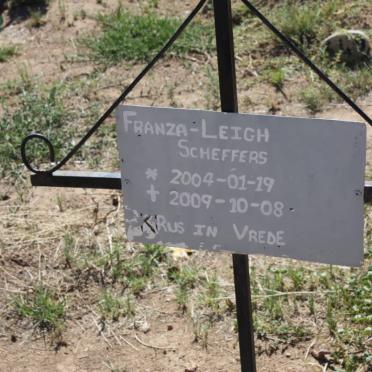 FRANZA-LEIGH
SCHEFFERS
* 2004-01-19
† 2009-10-08
RUS IN VREDE